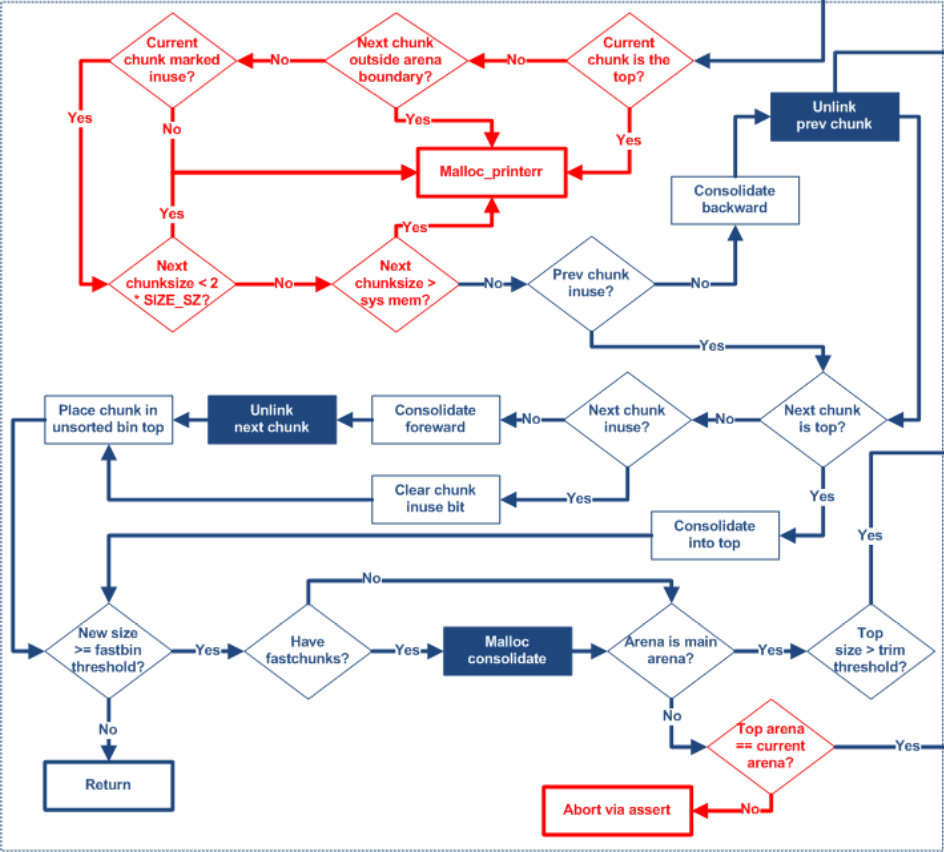 Current
chunk marked
inuse?
No
Next chunk
outside arena
boundary?
No
Current
chunk is the
top?
Unlink
prev chunk
Yes
No
Yes
Yes
Malloc_printerr
Consolidate
backward
Yes
Yes
Next
chunksize < 2
* SIZE_SZ?
No
Next
chunksize >
sys mem?
No
Prev chunk
inuse?
No
Yes
Place chunk in
unsorted bin top
Unlink
next chunk
Consolidate
foreward
No
Next chunk
inuse?
No
Next chunk
is top?
Clear chunk
inuse bit
Yes
Yes
Consolidate
into top
Yes
No
New size
>= fastbin
threshold?
Yes
Have
fastchunks?
Yes
Malloc
consolidate
Arena is main
arena?
Yes
Top
size > trim
threshold?
No
No
Top arena
== current
arena?
Yes
Return
Abort via assert
No